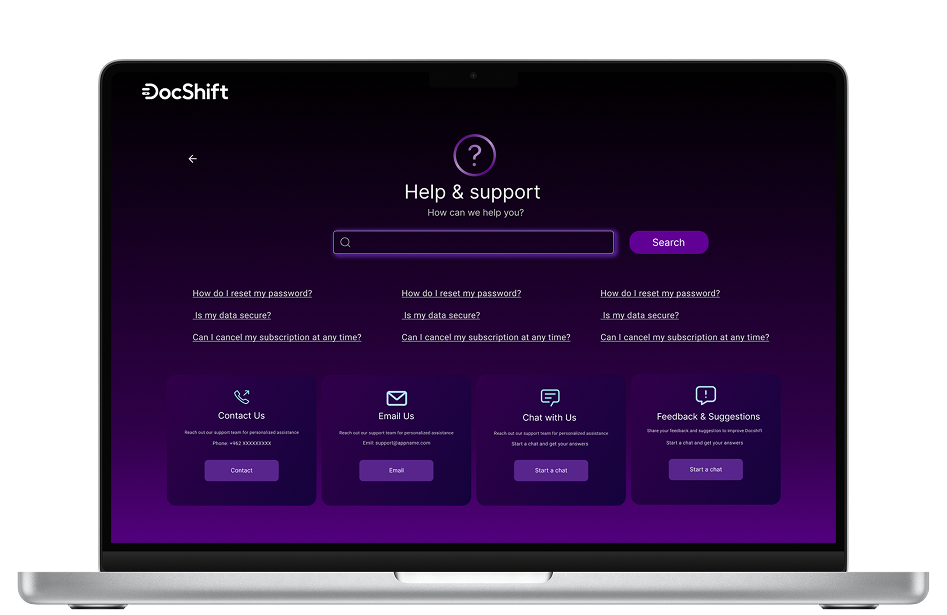 DocShift
?
Help & support
How can we help you?
Search
How do I reset my password?
How do I reset my password?
How do I reset my password?
Is my data secure?
Is my data secure?
Is my data secure?
Can I cancel my subscription at any time?
Can I cancel my subscription at any time?
Can I cancel my subscription at any time?
Contact Us
Reach out our support team for personalized assistance
Phone: +962 XXXXXXXXX
Contact
Email Us
Reach out our support team for personalized assistance
Emil: support@appname.com
Email
Chat with Us
Reach out our support team for personalized assistance
Start a chat and get your answers
Start a chat
Feedback & Suggestions
Share your feedback and suggestion to improve Docshift
Start a chat and get your answers
Start a chat